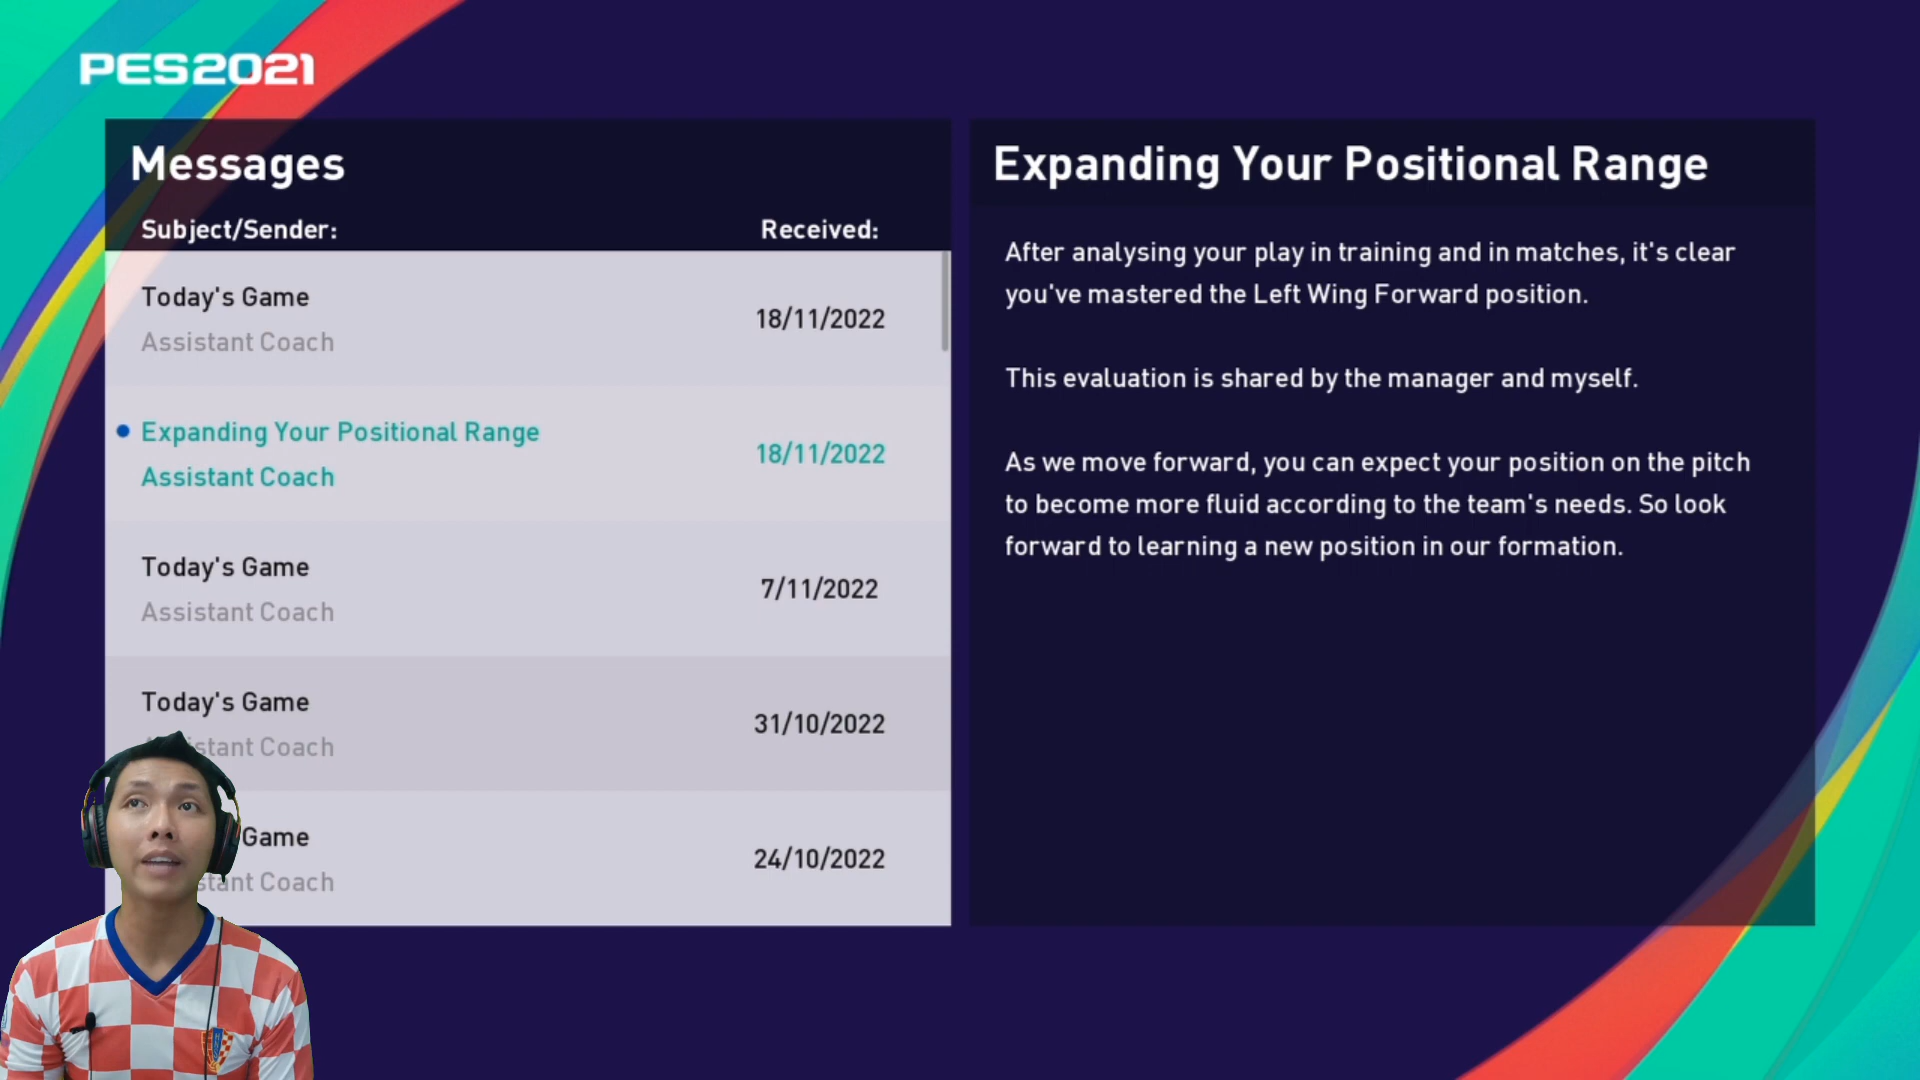 PES2021
Messages
Subject/Sender: Received:
Today's Game
Assistant Coach
18/11/2022
Expanding Your Positional Range
Assistant Coach
18/11/2022
Today's Game
Assistant Coach
7/11/2022
Today's Game
stant Coach
31/10/2022
Game
stant Coach
24/10/2022
Expanding Your Positional Range
After analysing your play in training and in matches, it's clear
you've mastered the Left Wing Forward position.
This evaluation is shared by the manager and myself.
As we move forward, you can expect your position on the pitch
to become more fluid according to the team's needs. So look
forward to learning a new position in our formation.